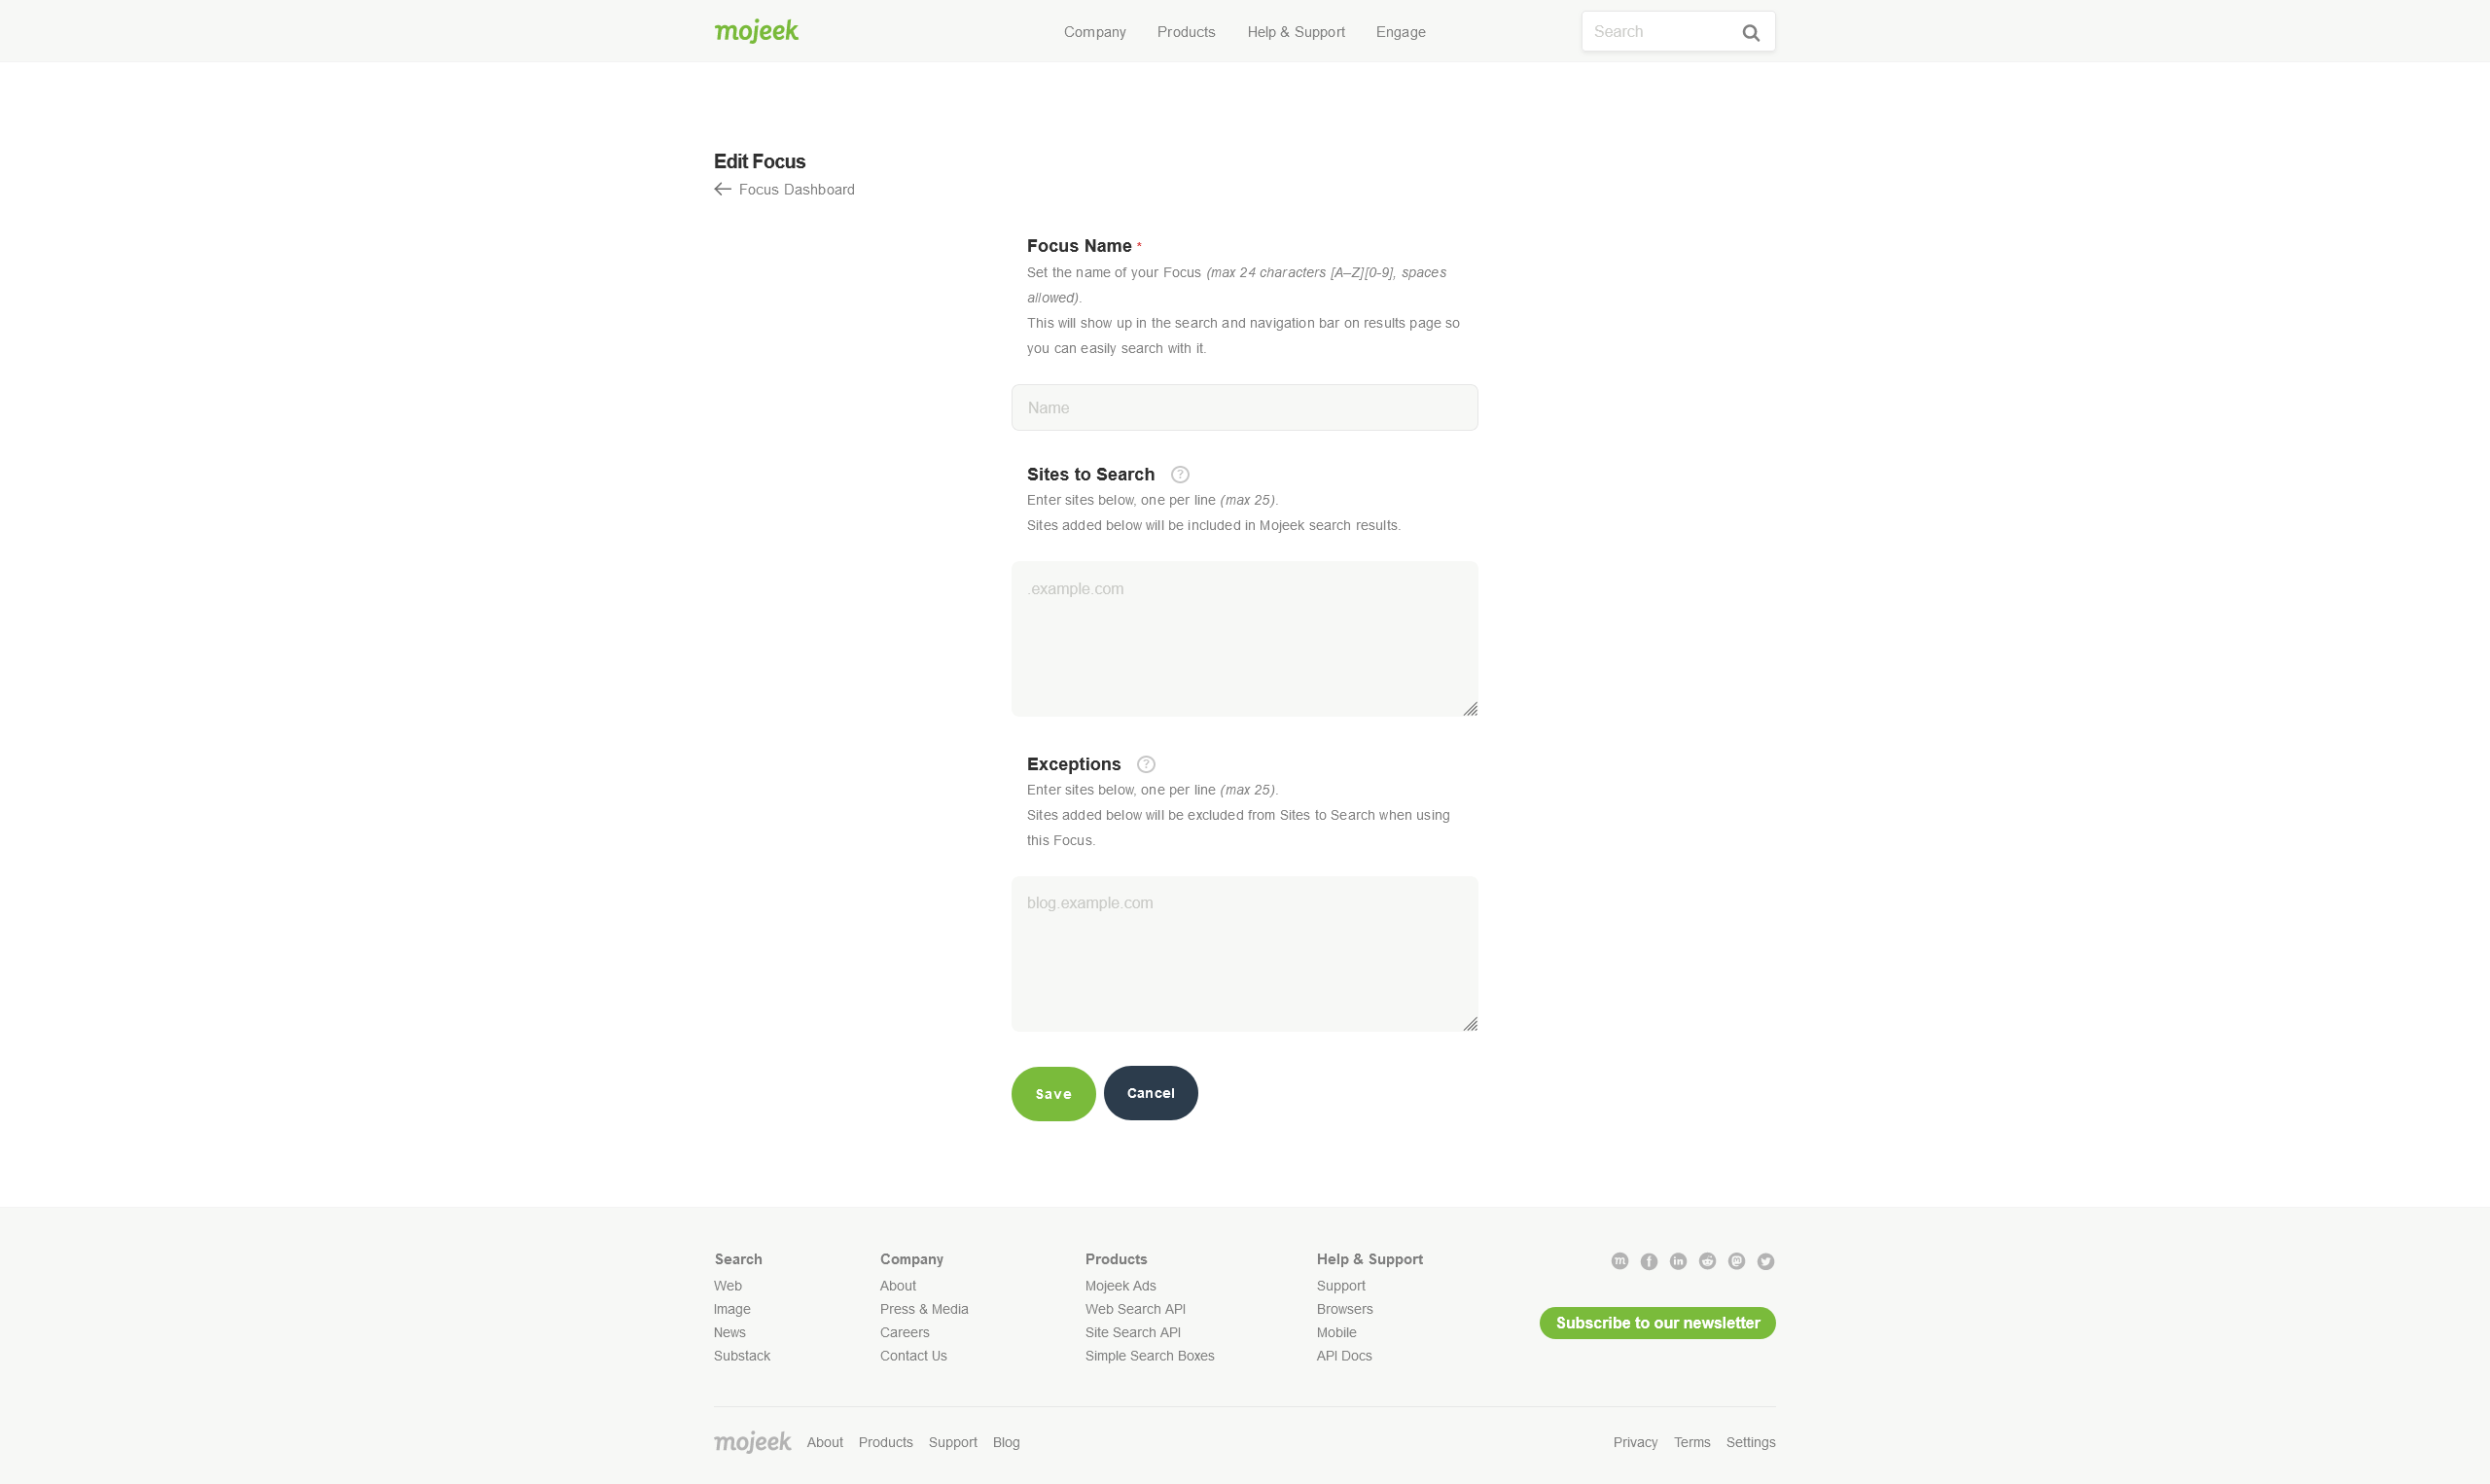 mojeek
Company Products Help & Support Engage
Search
Edit Focus
Focus Dashboard
Focus Name *
Set the name of your Focus (max 24 characters [A–Z][0-9], spaces
allowed).
This will show up in the search and navigation bar on results page so
you can easily search with it.
Name
Sites to Search ?
Enter sites below, one per line (max 25).
Sites added below will be included in Mojeek search results.
.example.com
Exceptions ?
Enter sites below, one per line (max 25).
Sites added below will be excluded from Sites to Search when using
this Focus.
blog.example.com
Save Cancel
Search
Web
Image
News
Substack
Company
About
Press & Media
Careers
Contact Us
Products
Mojeek Ads
Web Search API
Site Search API
Simple Search Boxes
Help & Support
Support
Browsers
Mobile
API Docs
Subscribe to our newsletter
mojeek About Products Support Blog
Privacy Terms Settings